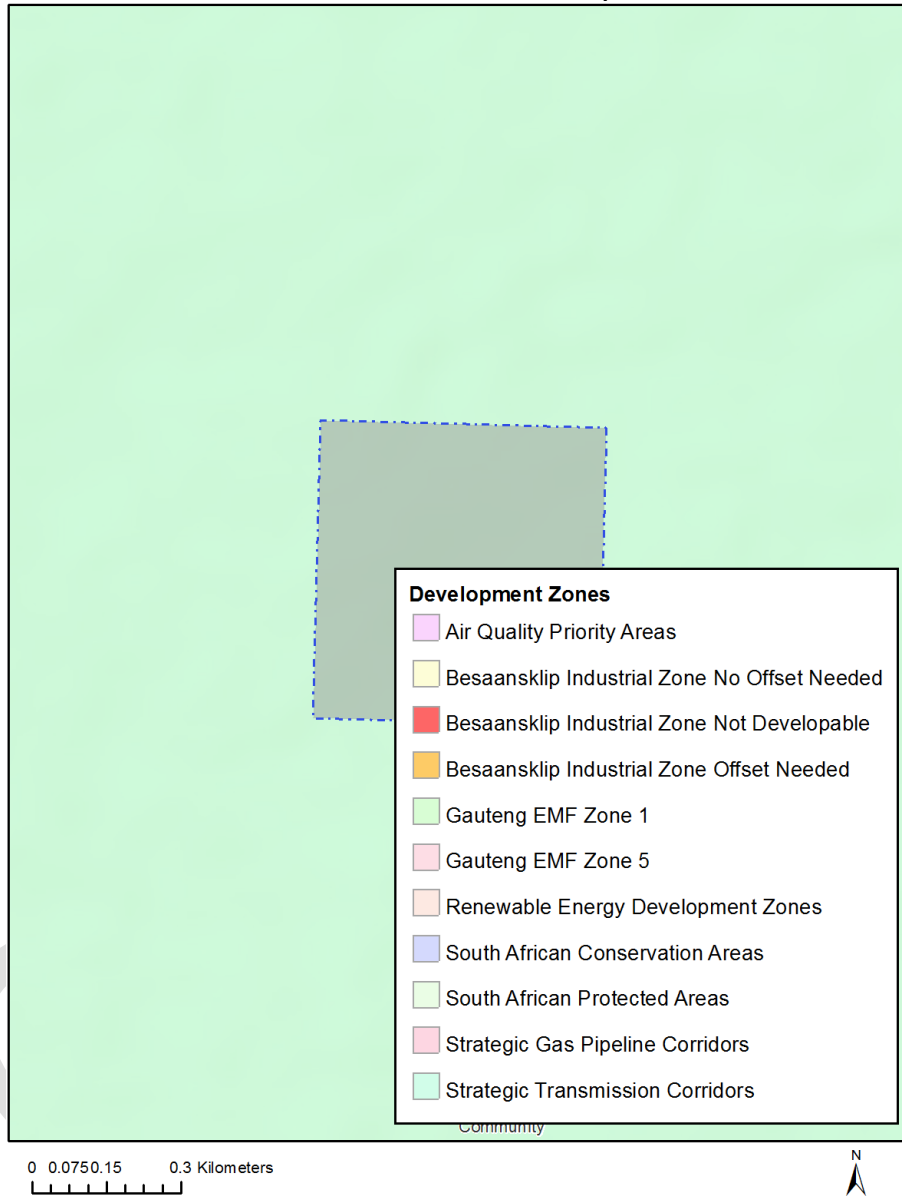 Development Zones
Air Quality Priority Areas
Besaansklip Industrial Zone No Offset Needed
Besaansklip Industrial Zone Not Developable
Besaansklip Industrial Zone Offset Needed
Gauteng EMF Zone 1
Gauteng EMF Zone 5
Renewable Energy Development Zones
South African Conservation Areas
South African Protected Areas
Strategic Gas Pipeline Corridors
Strategic Transmission Corridors
Community
0 0.075 0.15 0.3 Kilometers
N